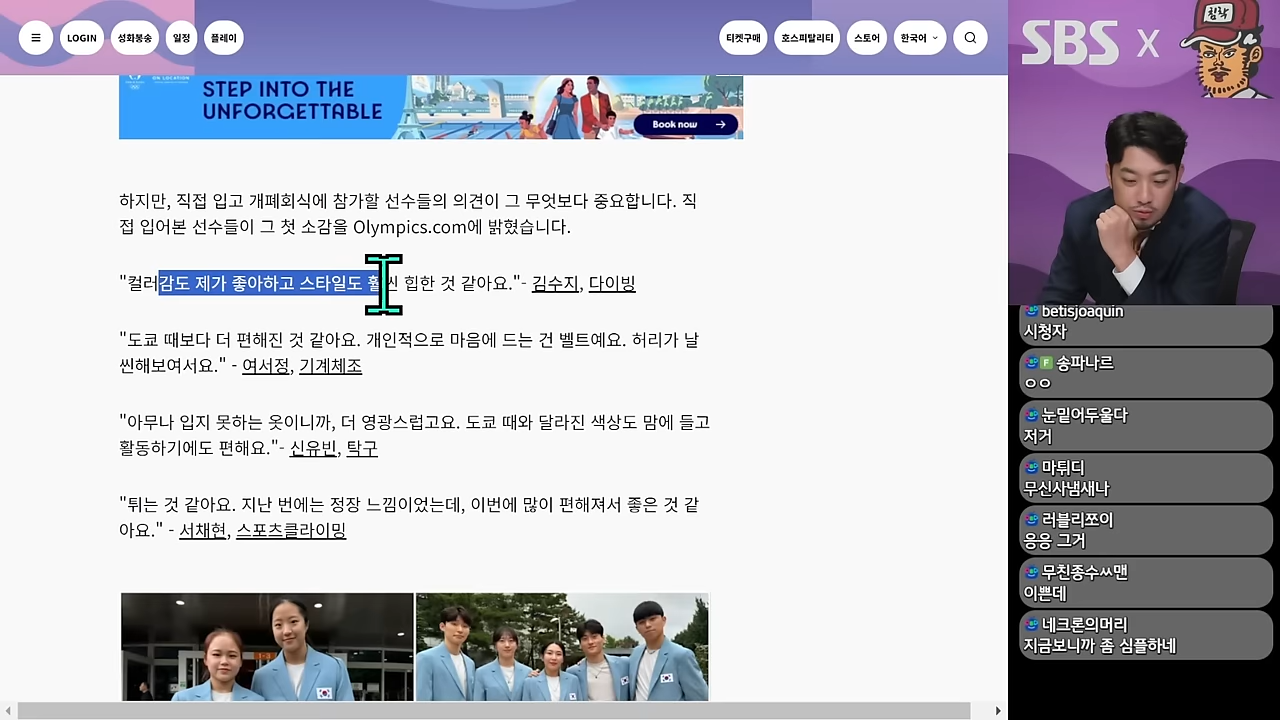 LOGIN
성화봉송
일정
플레이
티켓구매
호스피탈리티
스토어
한국어
SBS X
침착
ON LOCATION
STEP INTO THE
UNFORGETTABLE
Book now
하지만, 직접 입고 개폐회식에 참가할 선수들의 의견이 그 무엇보다 중요합니다. 직
접 입어본 선수들이 그 첫 소감을 Olympics.com에 밝혔습니다.
"컬러감도 제가 좋아하고 스타일도 훨씬 힙한 것 같아요."- 김수지, 다이빙
"도쿄 때보다 더 편해진 것 같아요. 개인적으로 마음에 드는 건 벨트예요. 허리가 날
씬해보여서요." - 여서정, 기계체조
"아무나 입지 못하는 옷이니까, 더 영광스럽고요. 도쿄 때와 달라진 색상도 맘에 들고
활동하기에도 편해요."- 신유빈, 탁구
"튀는 것 같아요. 지난 번에는 정장 느낌이었는데, 이번에 많이 편해져서 좋은 것 같
아요." - 서채현, 스포츠클라이밍
betisjoaquin
시청자
F 송파나르
ㅇㅇ
눈밑어두울다
저거
마튀디
무신사냄새나
러블리쪼이
응응 그거
무친종수ㅆ맨
이쁜데
네크론의머리
지금보니까 좀 심플하네